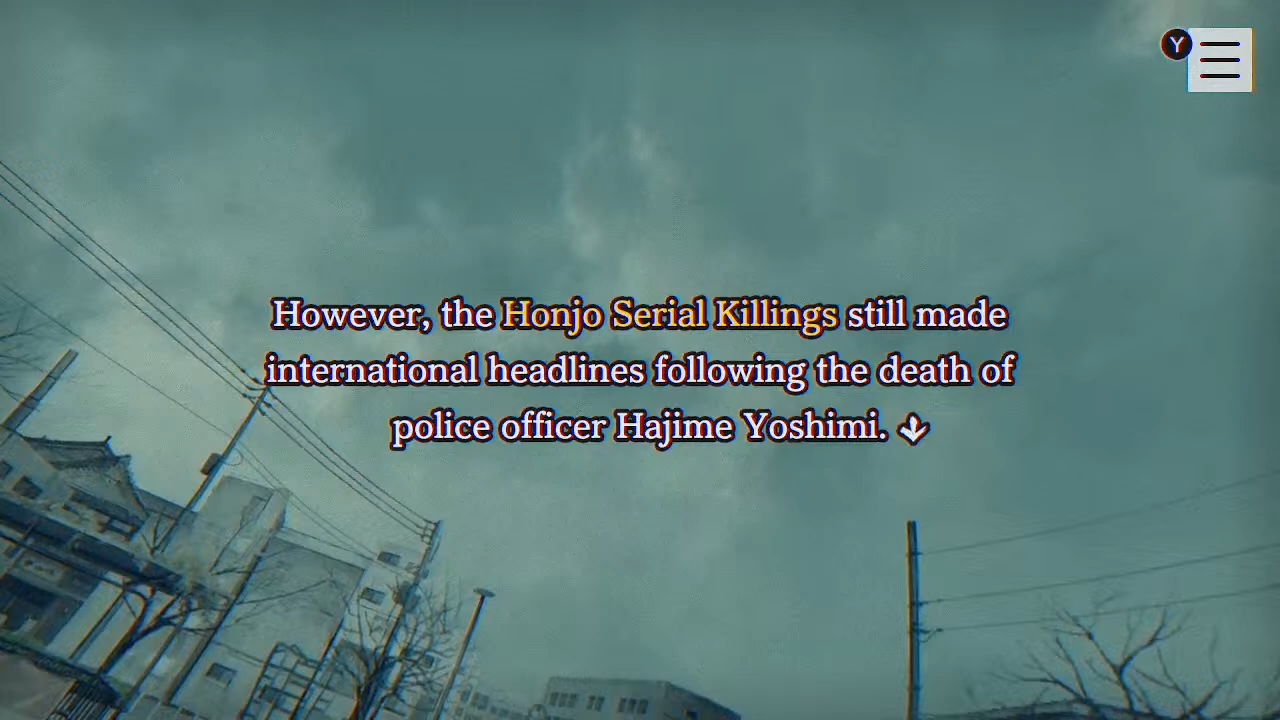 Y
However, the Honjo Serial Killings still made
international headlines following the death of
police officer Hajime Yoshimi.